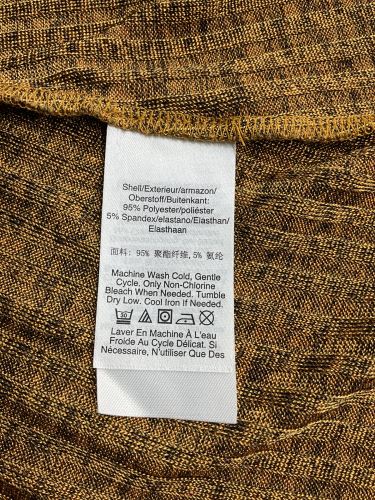 Shell/Exterieur/armazon/
Oberstoff/Buitenkant:
95% Polyester/poliéster
5% Spandex/elastano/Elasthan/
Elasthaan
面料: 95% 聚酯纤维, 5% 氨纶
Machine Wash Cold, Gentle
Cycle. Only Non-Chlorine
Bleach When Needed. Tumble
Dry Low. Cool Iron If Needed.
30
Laver En Machine À L'eau
Froide Au Cycle Délicat. Si
Nécessaire, N'utiliser Que Des